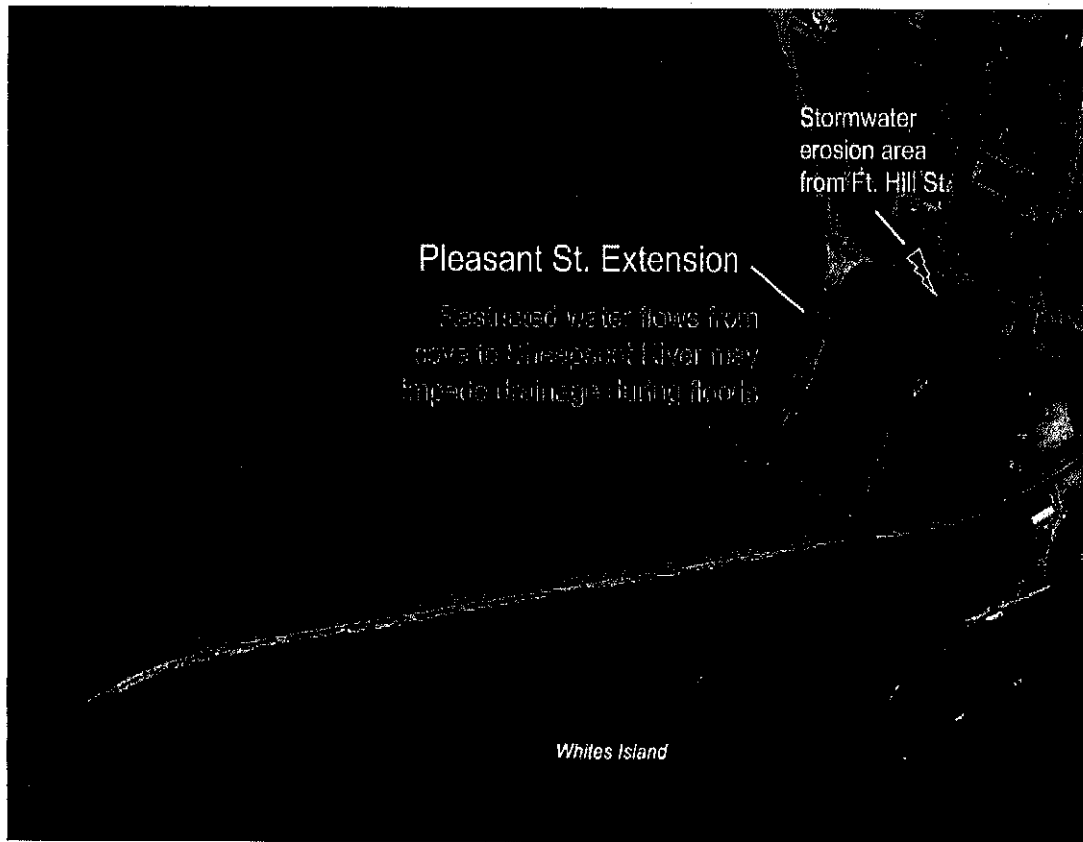 Stormwater
erosion area
from Ft. Hill St.
Pleasant St. Extension
Restricted water flows from
cove to Sheepscot River may
impede drainage during floods
Whites Island